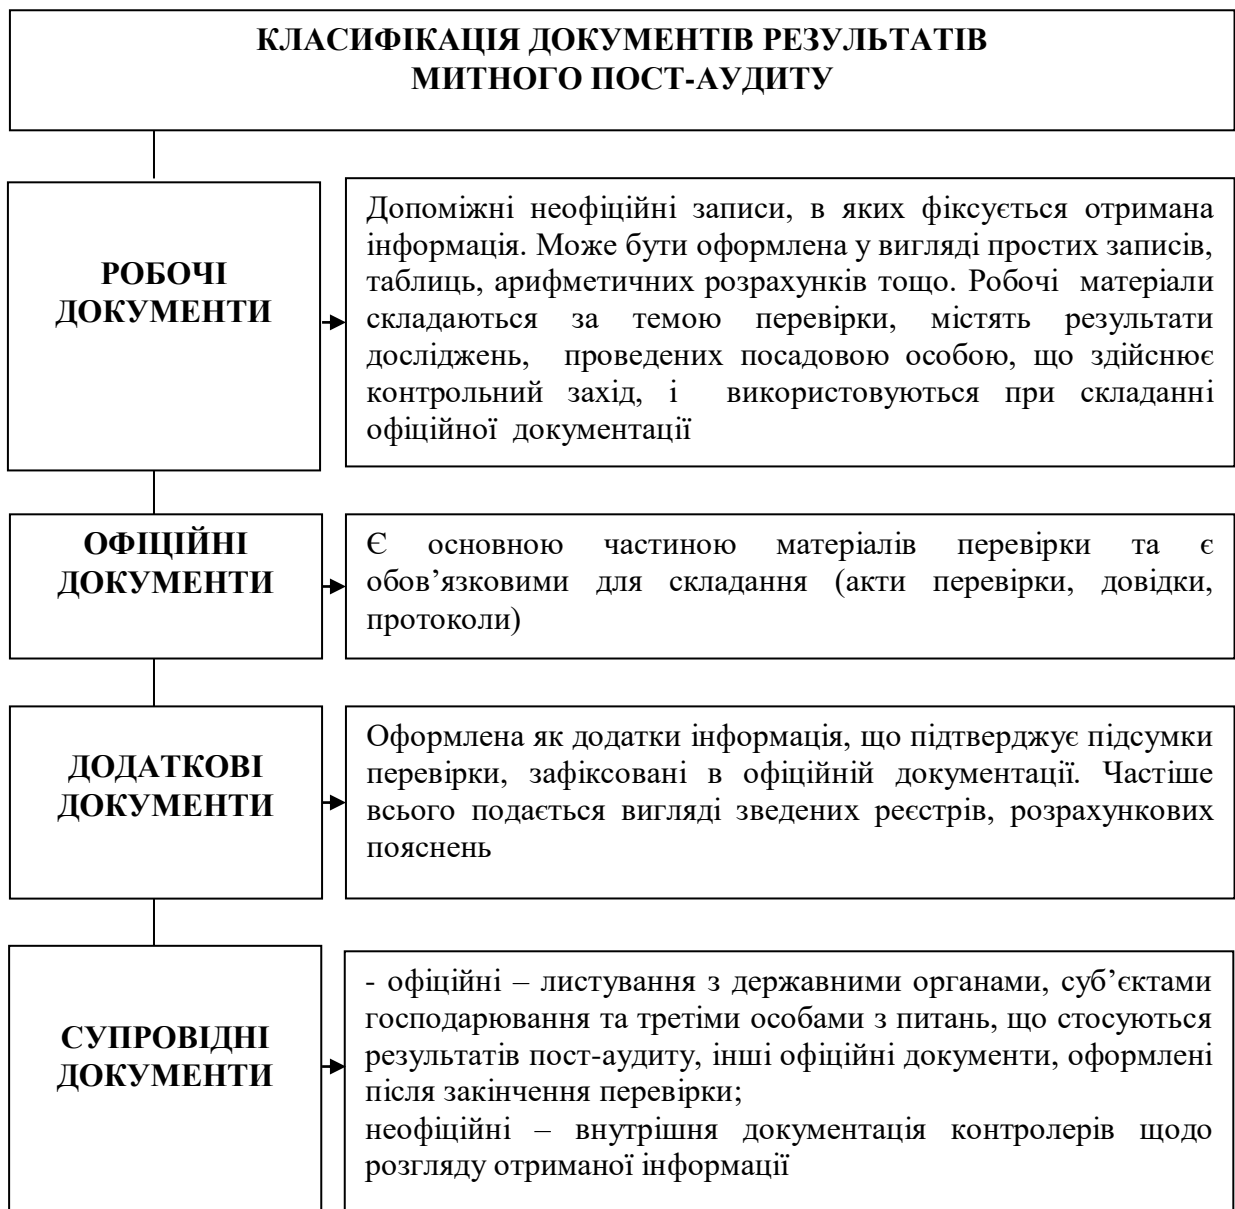 КЛАСИФІКАЦІЯ ДОКУМЕНТІВ РЕЗУЛЬТАТІВ
МИТНОГО ПОСТ-АУДИТУ
РОБОЧІ
ДОКУМЕНТИ
Допоміжні неофіційні записи, в яких фіксується отримана
інформація. Може бути оформлена у вигляді простих записів,
таблиць, арифметичних розрахунків тощо. Робочі матеріали
складаються за темою перевірки, містять результати
досліджень, проведених посадовою особою, що здійснює
контрольний захід, і використовуються при складанні
офіційної документації
ОФІЦІЙНІ
ДОКУМЕНТИ
Є основною частиною матеріалів перевірки та є
обов’язковими для складання (акти перевірки, довідки,
протоколи)
ДОДАТКОВІ
ДОКУМЕНТИ
Оформлена як додатки інформація, що підтверджує підсумки
перевірки, зафіксовані в офіційній документації. Частіше
всього подається вигляді зведених реєстрів, розрахункових
пояснень
СУПРОВІДНІ
ДОКУМЕНТИ
- офіційні – листування з державними органами, суб’єктами
господарювання та третіми особами з питань, що стосуються
результатів пост-аудиту, інші офіційні документи, оформлені
після закінчення перевірки;
неофіційні – внутрішня документація контролерів щодо
розгляду отриманої інформації